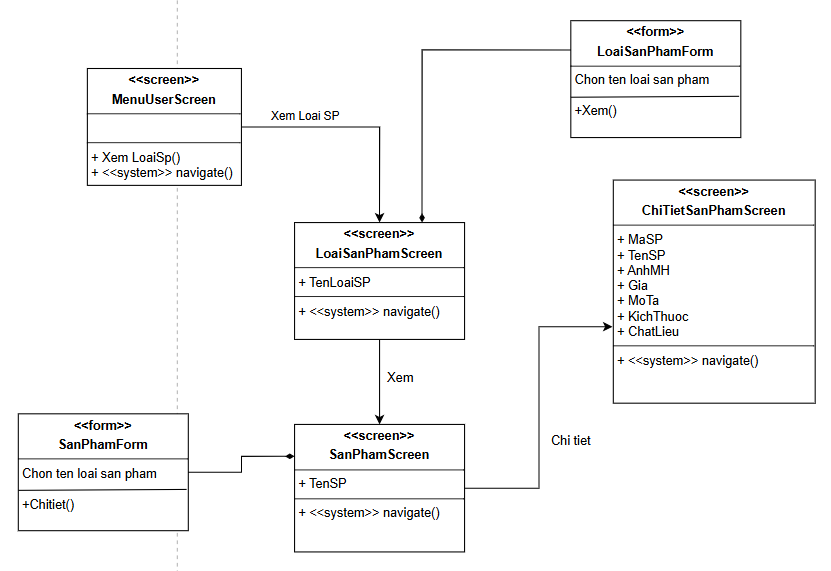 <<form>>
LoaiSanPhamForm
Chon ten loai san pham
+Xem()
<<screen>>
MenuUserScreen
+ Xem LoaiSp()
+ <<system>> navigate()
Xem Loai SP
<<screen>>
ChiTietSanPhamScreen
+ MaSP
+ TenSP
+ AnhMH
+ Gia
+ MoTa
+ KichThuoc
+ ChatLieu
+ <<system>> navigate()
<<screen>>
LoaiSanPhamScreen
+ TenLoaiSP
+ <<system>> navigate()
Xem
<<form>>
SanPhamForm
Chon ten loai san pham
+Chitiet()
<<screen>>
SanPhamScreen
+ TenSP
+ <<system>> navigate()
Chi tiet